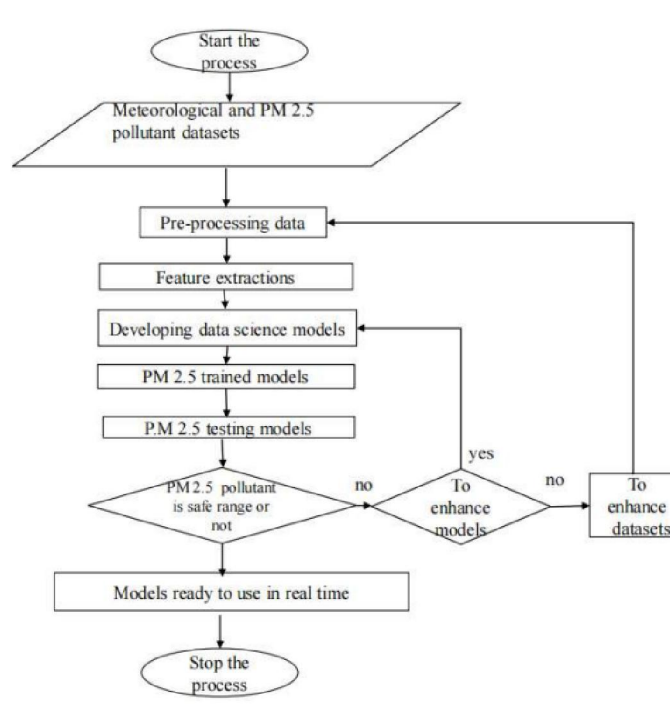 Start the
process
Meteorological and PM 2.5
pollutant datasets
Pre-processing data
Feature extractions
Developing data science models
PM 2.5 trained models
P.M 2.5 testing models
yes
PM 2.5 pollutant
is safe range or
not
no
To
enhance
models
no
To
enhance
datasets
Models ready to use in real time
Stop the
process